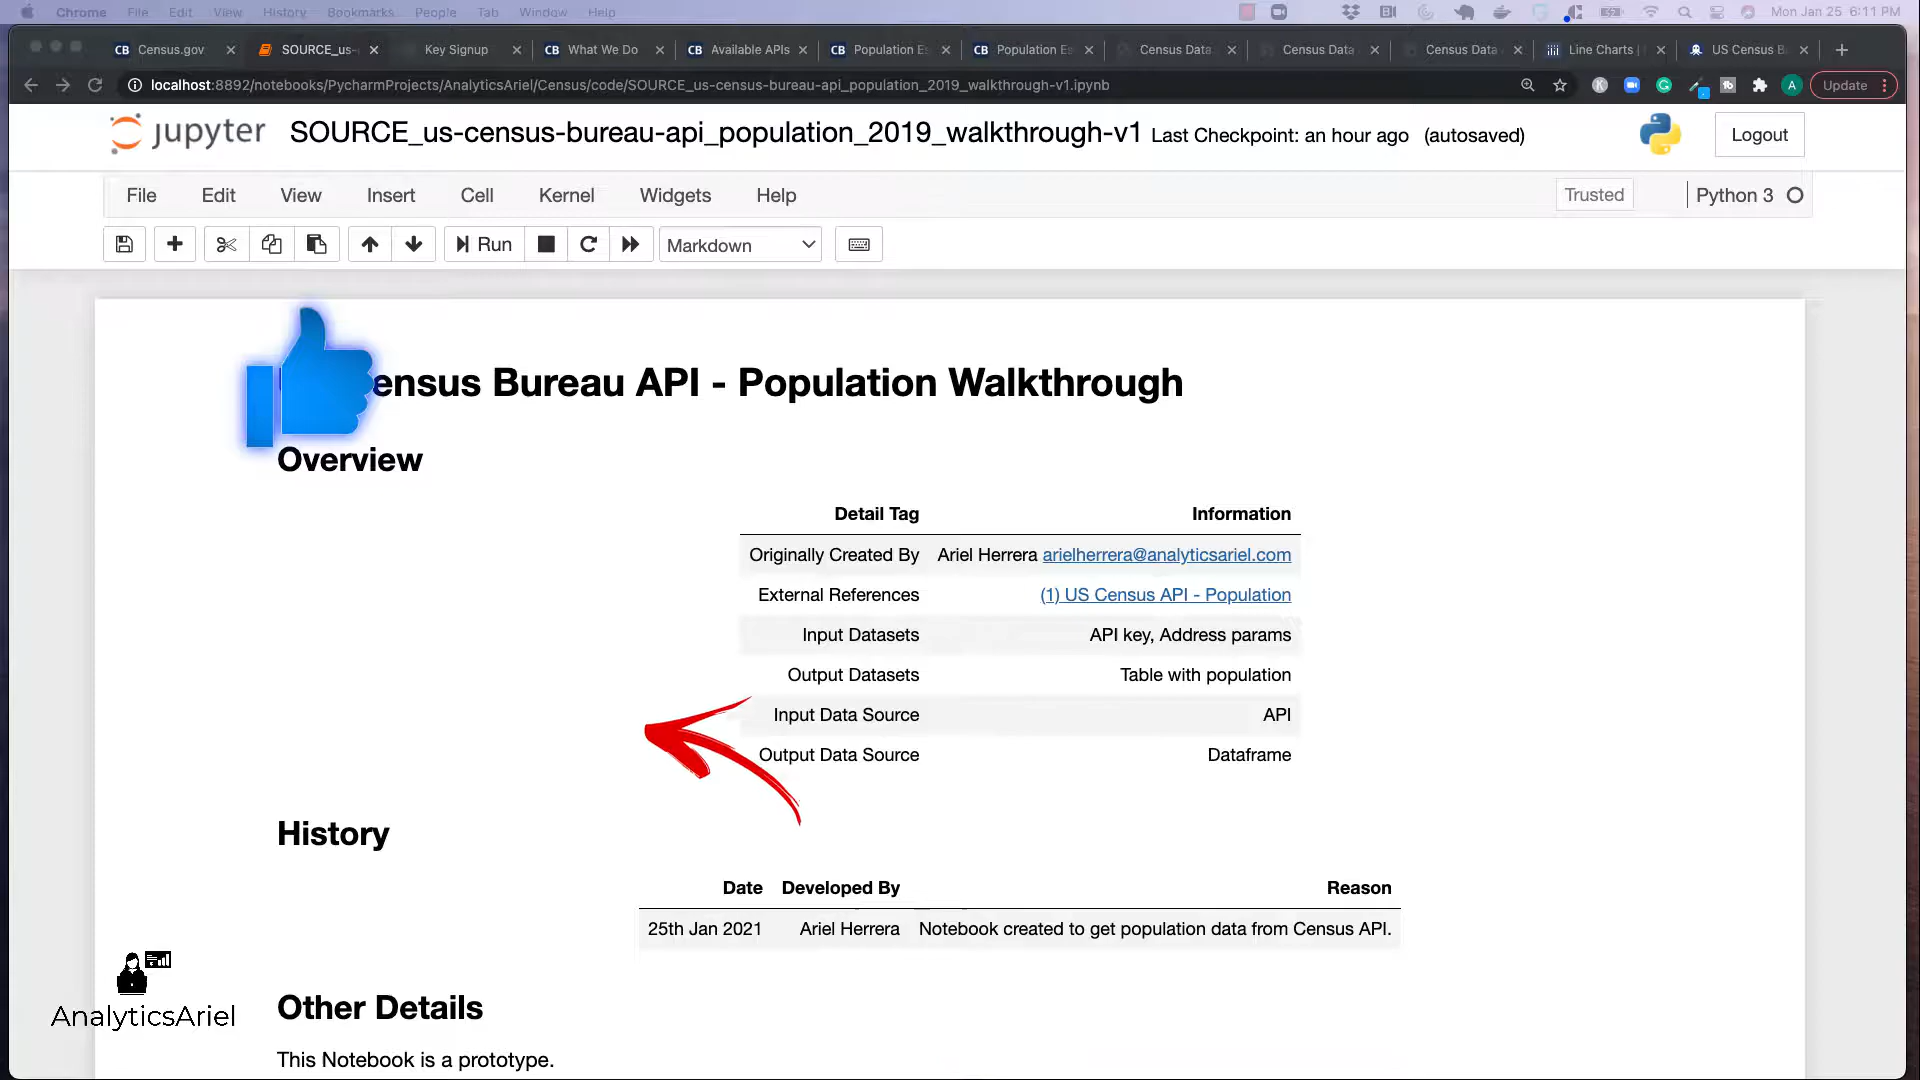 Chrome File Edit View History Bookmarks People Tab Window Help Mon Jan 25 6:11 PM
CB Census.gov SOURCE_us- Key Signup CB What We Do CB Available APIs CB Population Es CB Population Es Census Data Census Data Census Data Line Charts | US Census B
localhost:8892/notebooks/PycharmProjects/AnalyticsAriel/Census/code/SOURCE_us-census-bureau-api_population_2019_walkthrough-v1.ipynb K A Update
jupyter SOURCE_us-census-bureau-api_population_2019_walkthrough-v1 Last Checkpoint: an hour ago (autosaved) Logout
File Edit View Insert Cell Kernel Widgets Help Trusted Python 3
Run Markdown
ensus Bureau API - Population Walkthrough
Overview
Detail Tag Information
Originally Created By Ariel Herrera arielherrera@analyticsariel.com
External References (1) US Census API - Population
Input Datasets API key, Address params
Output Datasets Table with population
Input Data Source API
Output Data Source Dataframe
History
Date Developed By Reason
25th Jan 2021 Ariel Herrera Notebook created to get population data from Census API.
Other Details
AnalyticsAriel
This Notebook is a prototype.